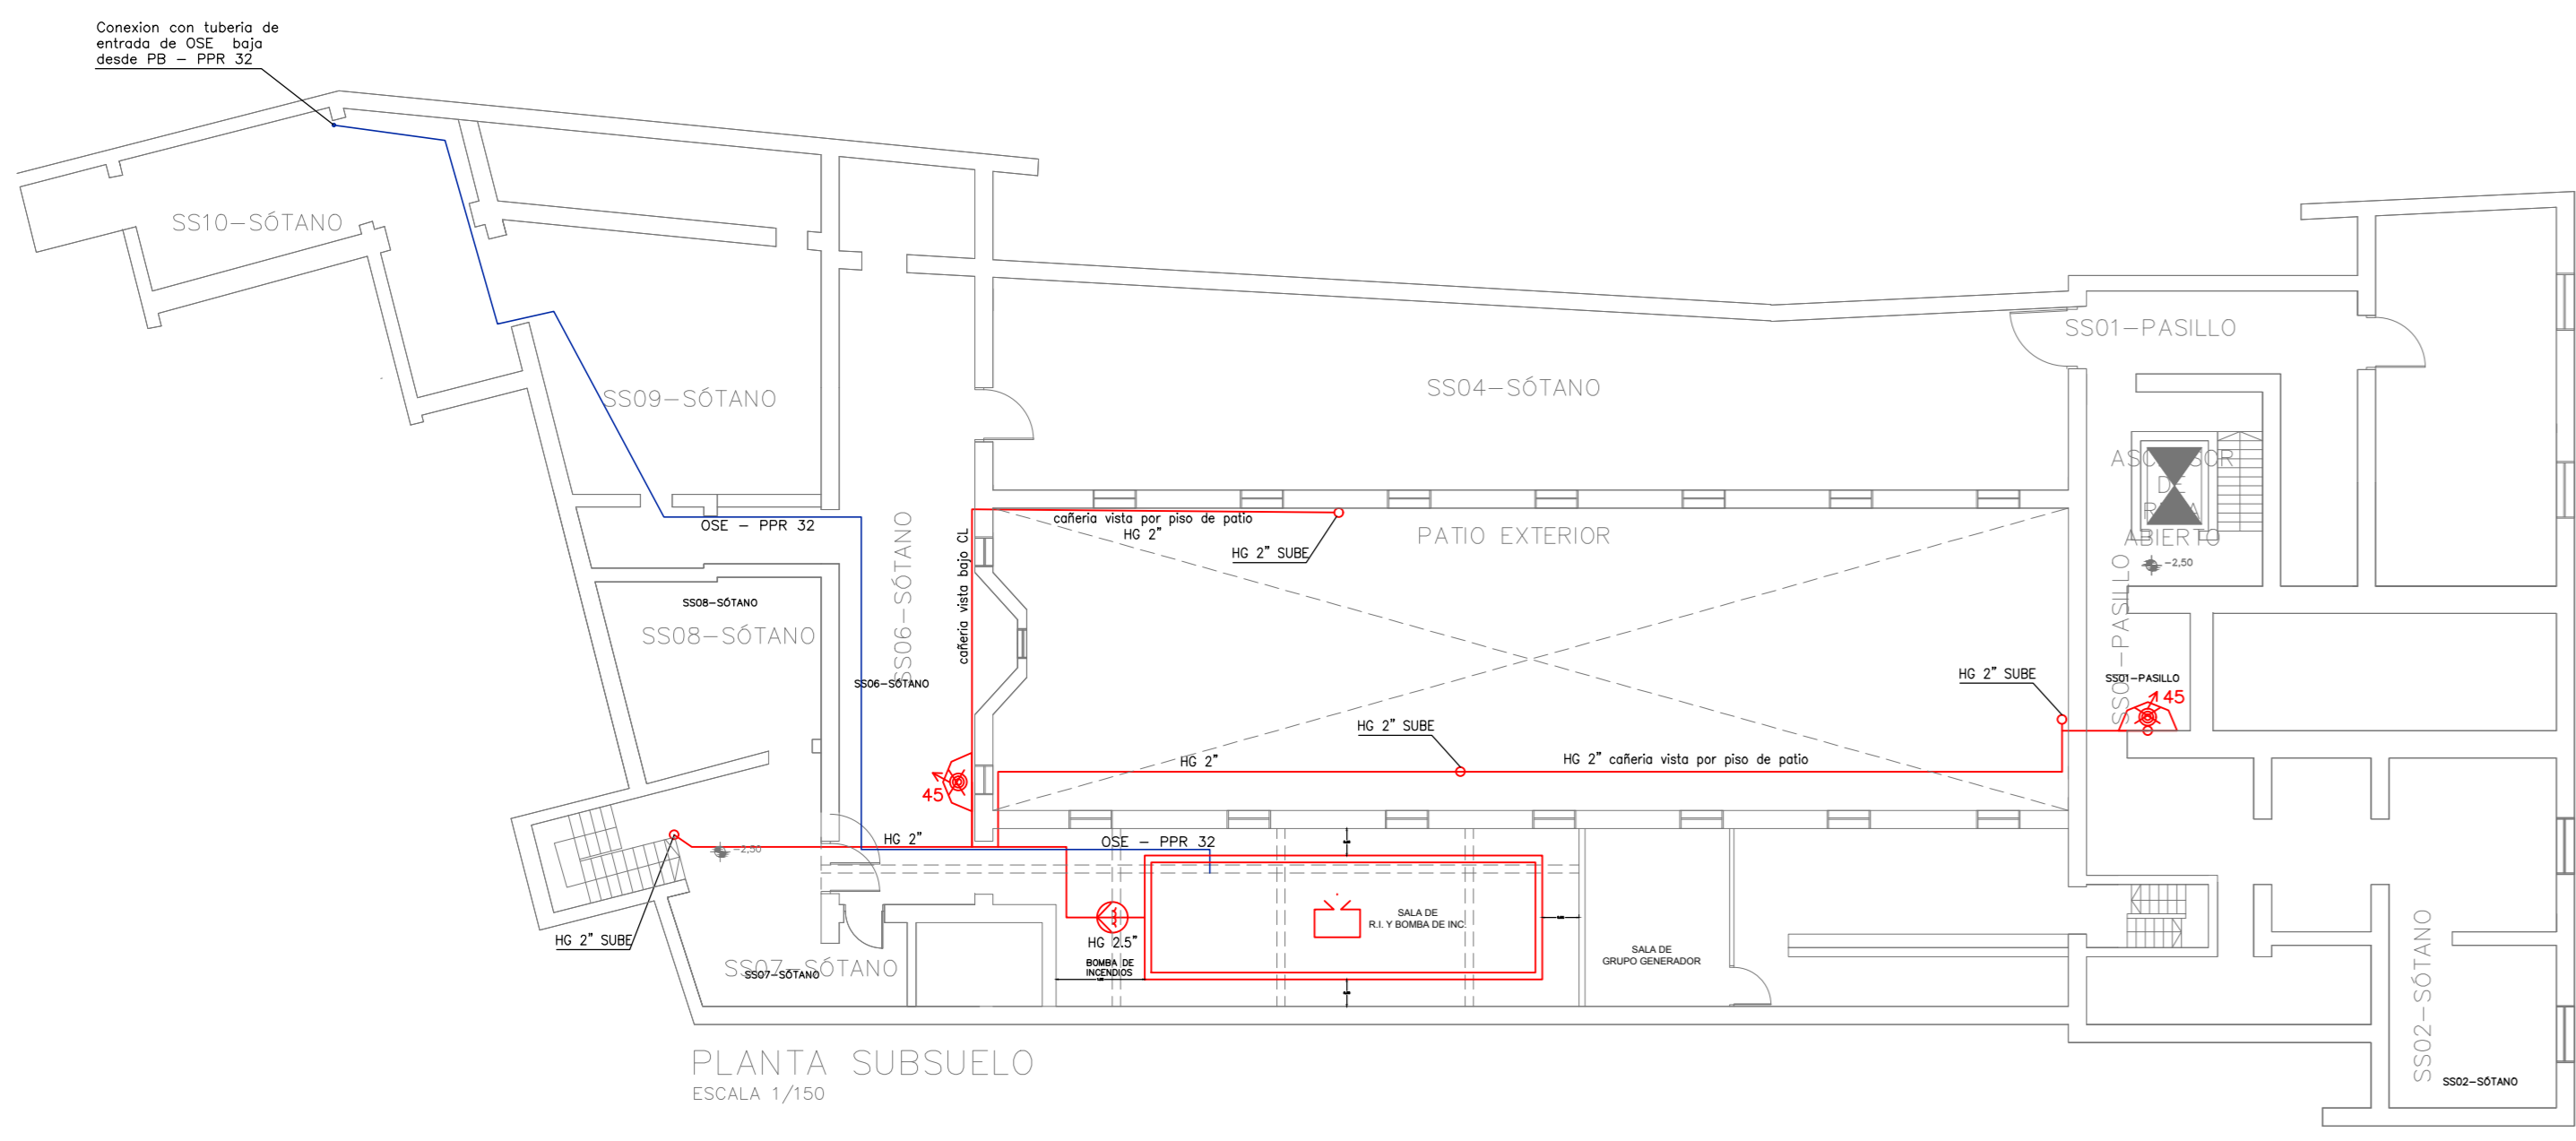 Conexion con tuberia de
entrada de OSE baja
desde PB - PPR 32
SS10-SÓTANO
SS09-SÓTANO
SS04-SÓTANO
SS01-PASILLO
ASCENSOR
DE
ABIERTO
-2,50
OSE - PPR 32
SS06-SÓTANO
cañeria vista bajo CL
cañeria vista por piso de patio
HG 2"
HG 2" SUBE
PATIO EXTERIOR
SS08-SÓTANO
SS08-SÓTANO
SS06-SÓTANO
SS01-PASILLO
SS01-PASILLO
45
HG 2" SUBE
HG 2" SUBE
HG 2"
HG 2" cañeria vista por piso de patio
45
HG 2"
OSE - PPR 32
-2,50
HG 2" SUBE
HG 2.5"
BOMBA DE
INCENDIOS
SALA DE
R.I. Y BOMBA DE INC.
SALA DE
GRUPO GENERADOR
SS07-SÓTANO
SS07-SÓTANO
SS02-SÓTANO
SS02-SÓTANO
PLANTA SUBSUELO
ESCALA 1/150